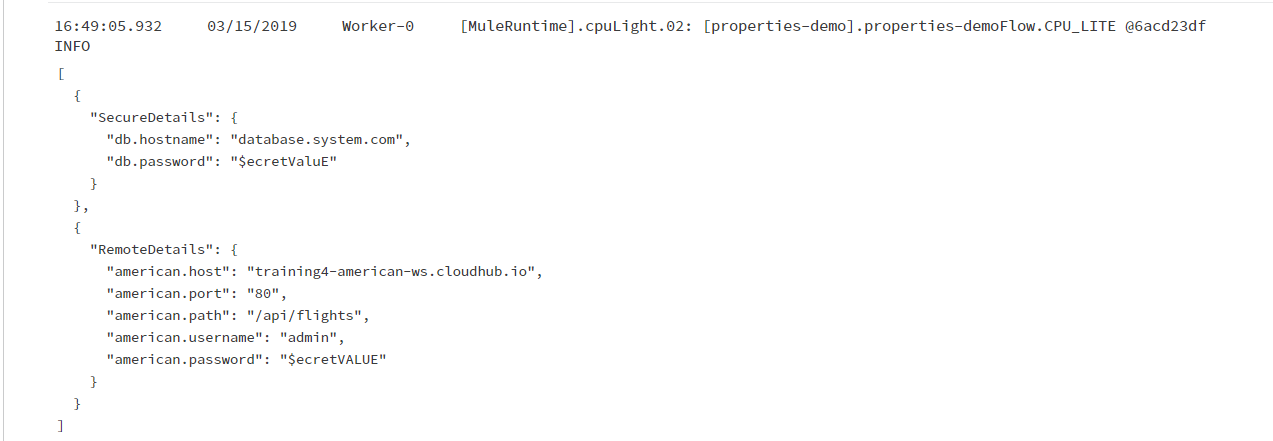 16:49:05.932 03/15/2019 Worker-0 [MuleRuntime].cpuLight.02: [properties-demo].properties-demoFlow.CPU_LITE @6acd23df
INFO
[
  {
    "SecureDetails": {
      "db.hostname": "database.system.com",
      "db.password": "$ecretValuE"
    }
  },
  {
    "RemoteDetails": {
      "american.host": "training4-american-ws.cloudhub.io",
      "american.port": "80",
      "american.path": "/api/flights",
      "american.username": "admin",
      "american.password": "$ecretVALUE"
    }
  }
]